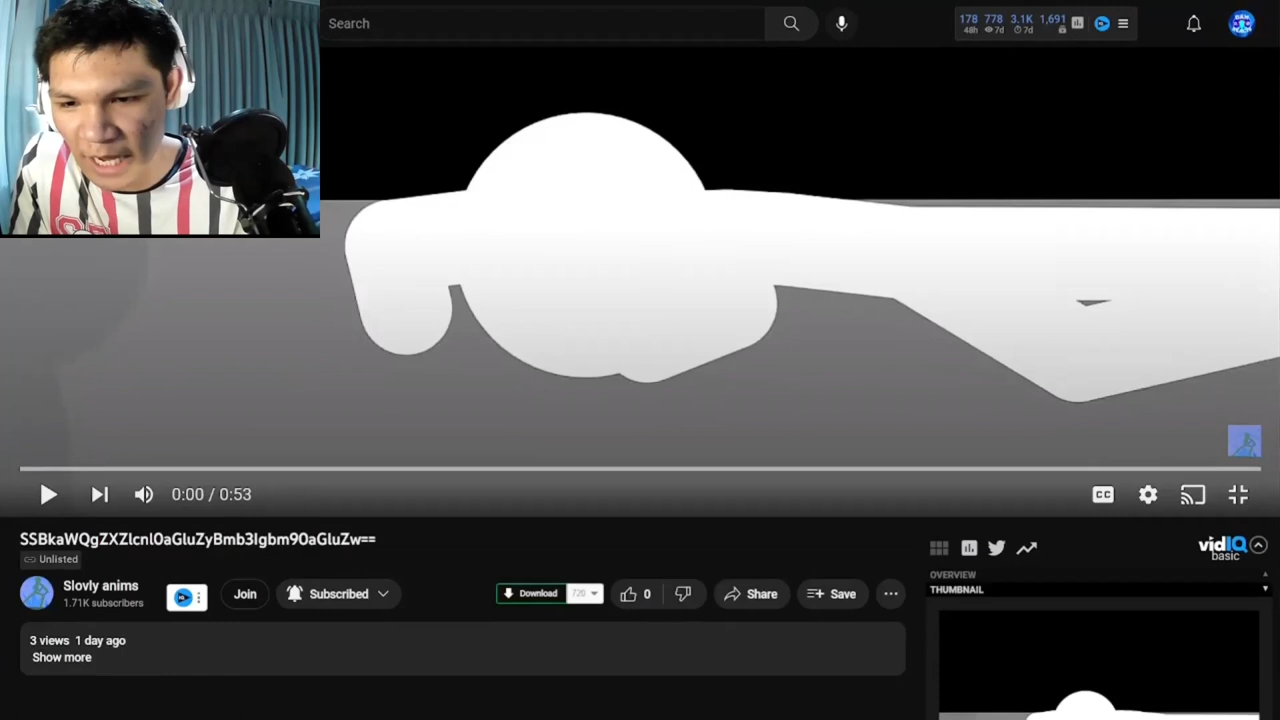 Search
178 778 3.1K 1,691
48h 7d 7d
CC
0:00 / 0:53
SSBkaWQgZXZlcnl0aGluZyBmb3Igbm90aGluZw==
Unlisted
vidIQ
basic
Slovly anims
1.71K subscribers
Join
Subscribed
Download
720
0
Share
Save
OVERVIEW
THUMBNAIL
3 views 1 day ago
Show more